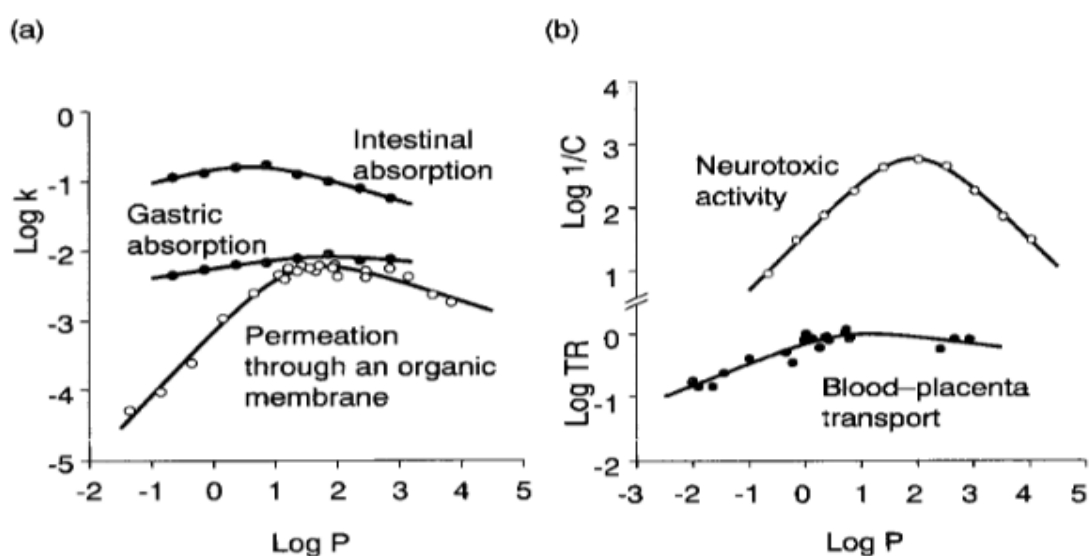 (a)
0
-1
-2
-3
-4
-5
Log k
Intestinal
absorption
Gastric
absorption
Permeation
through an organic
membrane
-2 -1 0 1 2 3 4 5
Log P
(b)
4
3
2
1
0
-1
-2
Log 1/C
Log TR
Neurotoxic
activity
Blood–placenta
transport
-3 -2 -1 0 1 2 3 4 5
Log P